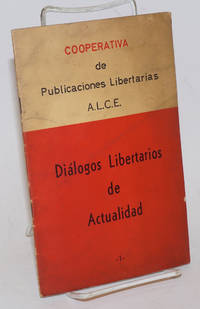 COOPERATIVA
de
Publicaciones Libertarias
A.L.C.E.
Diálogos Libertarios
de
Actualidad
-1-